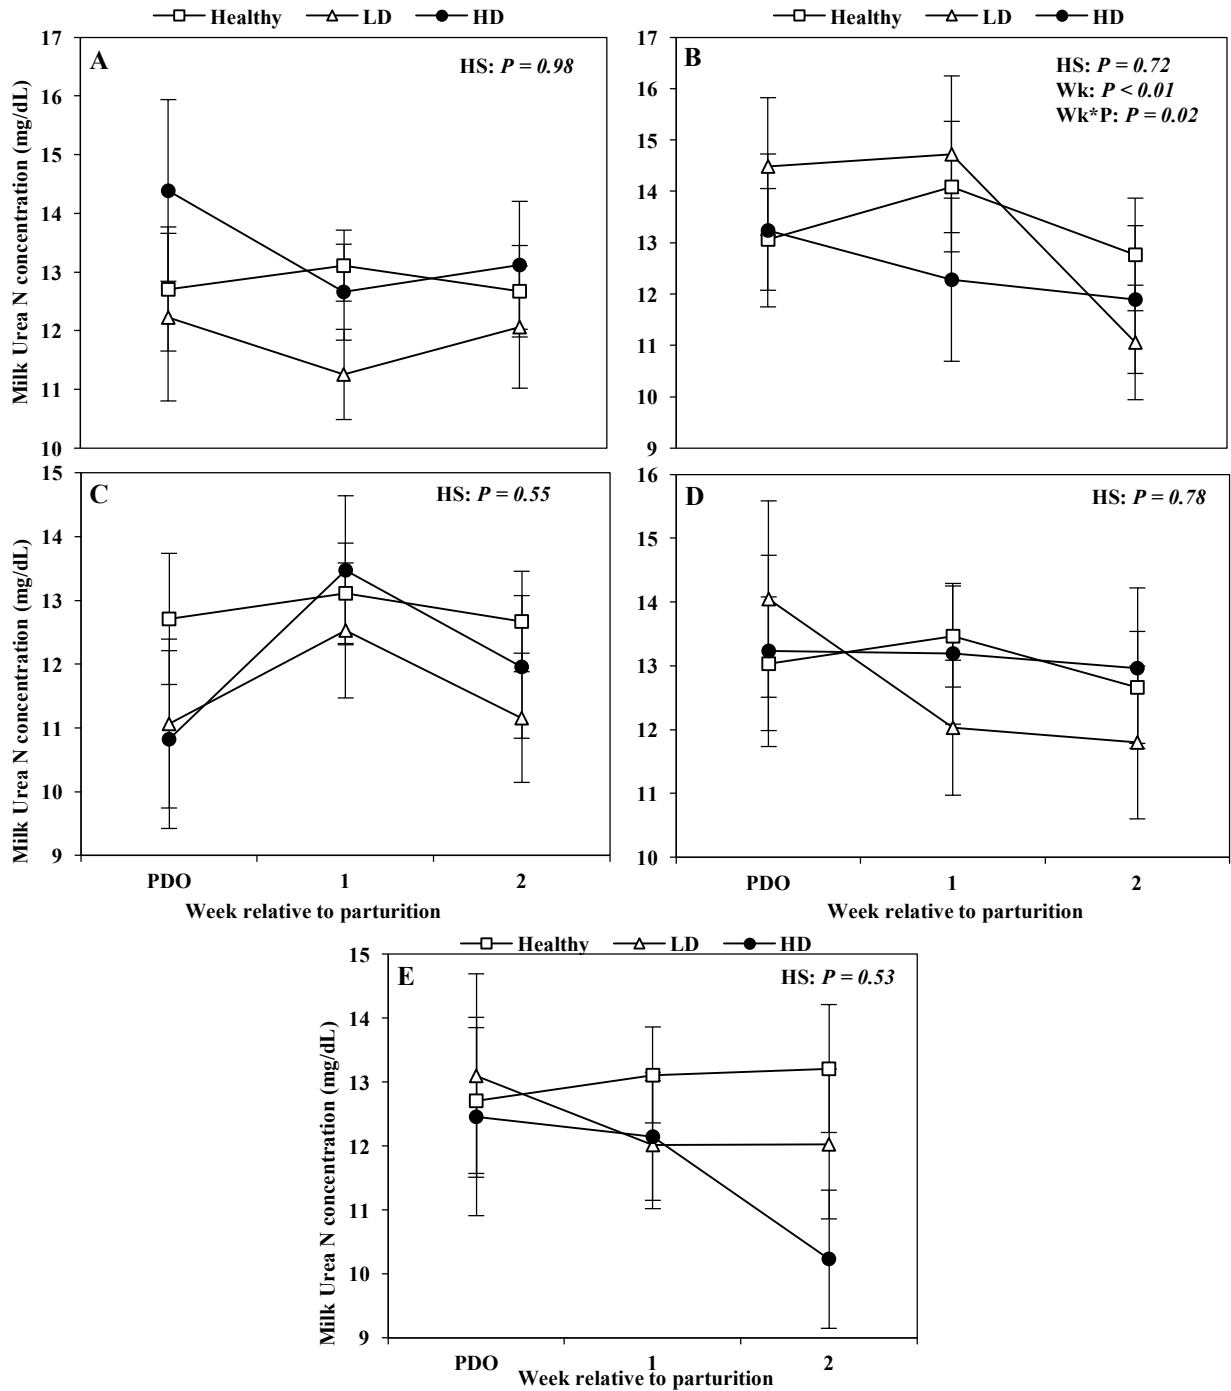 Healthy LD HD
Healthy LD HD
A
HS: P = 0.98
17
16
15
14
13
12
11
10
Milk Urea N concentration (mg/dL)
B
HS: P = 0.72
Wk: P < 0.01
Wk*P: P = 0.02
17
16
15
14
13
12
11
10
9
C
HS: P = 0.55
15
14
13
12
11
10
9
Milk Urea N concentration (mg/dL)
PDO 1 2
Week relative to parturition
D
HS: P = 0.78
16
15
14
13
12
11
10
PDO 1 2
Week relative to parturition
Healthy LD HD
E
HS: P = 0.53
15
14
13
12
11
10
9
Milk Urea N concentration (mg/dL)
PDO 1 2
Week relative to parturition